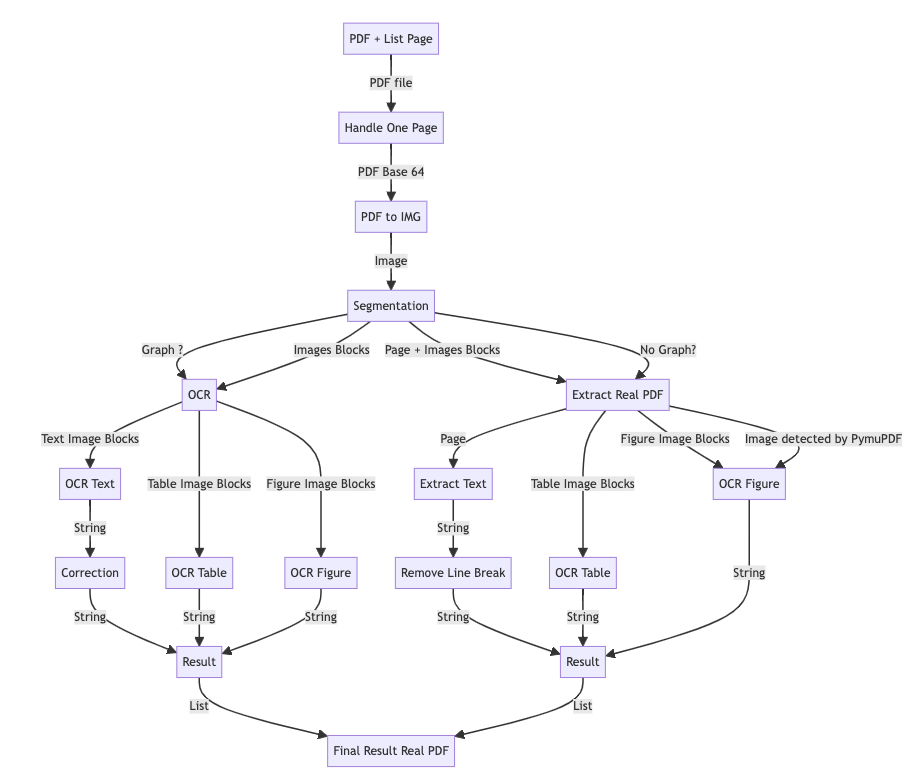 PDF + List Page
PDF file
Handle One Page
PDF Base 64
PDF to IMG
Image
Segmentation
Graph ?
Images Blocks
Page + Images Blocks
No Graph?
OCR
Extract Real PDF
Text Image Blocks
Page
Figure Image Blocks
Image detected by PymuPDF
OCR Text
Table Image Blocks
Figure Image Blocks
Extract Text
Table Image Blocks
OCR Figure
String
String
Correction
OCR Table
OCR Figure
Remove Line Break
OCR Table
String
String
String
String
String
String
Result
Result
List
List
Final Result Real PDF